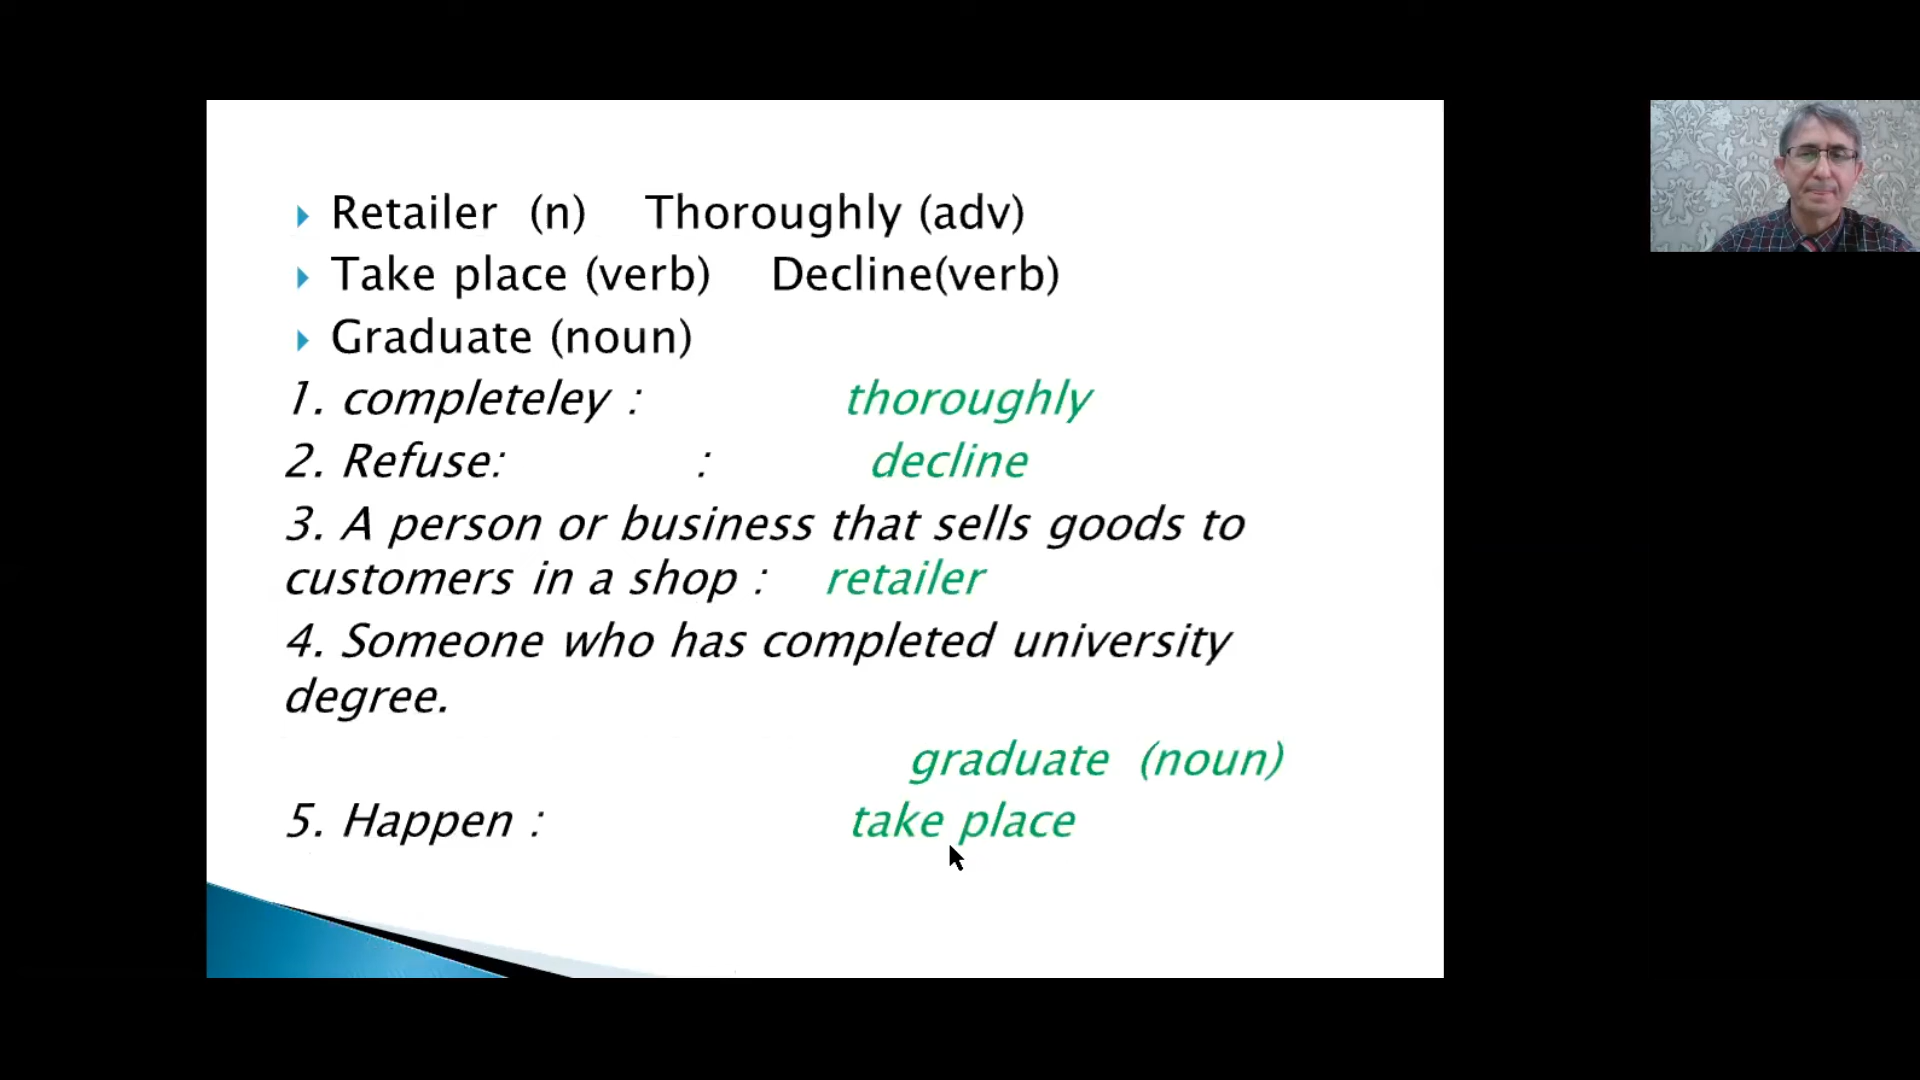 Retailer (n) Thoroughly (adv)
Take place (verb) Decline(verb)
Graduate (noun)
1. completeley : thoroughly
2. Refuse: : decline
3. A person or business that sells goods to
customers in a shop : retailer
4. Someone who has completed university
degree.
graduate (noun)
5. Happen : take place